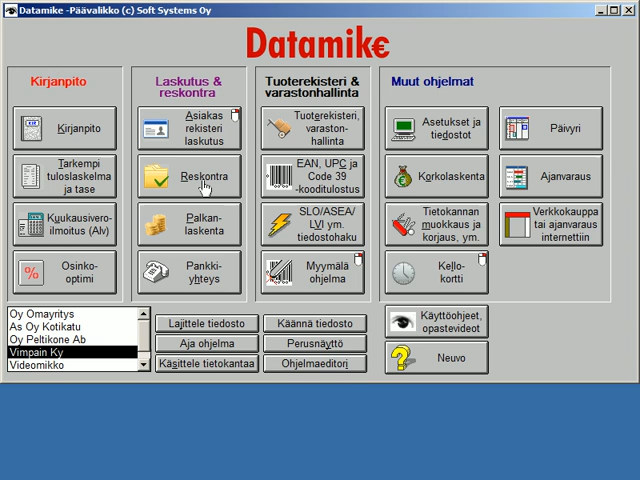 Datamike -Päävalikko (c) Soft Systems Oy
Datamik€
Kirjanpito
Kirjanpito
Tarkempi
tuloslaskelma
ja tase
Kuukausivero-
ilmoitus (Alv)
Osinko-
optimi
Laskutus &
reskontra
Asiakas
rekisteri
laskutus
Reskontra
Palkan-
laskenta
Pankki-
yhteys
Tuoterekisteri &
varastonhallinta
Tuoterekisteri,
varaston-
hallinta
EAN, UPC ja
Code 39
-kooditulostus
SLO/ASEA/
LVI ym.
tiedostohaku
Myymälä
ohjelma
Muut ohjelmat
Asetukset ja
tiedostot
Korkolaskenta
Tietokannan
muokkaus ja
korjaus, ym.
Kello-
kortti
Päivyri
Ajanvaraus
Verkkokauppa
tai ajanvaraus
internettiin
Oy Omayritys
As Oy Kotikatu
Oy Peltikone Ab
Vimpain Ky
Videomikko
Lajittele tiedosto
Aja ohjelma
Käsittele tietokantaa
Käännä tiedosto
Perusnäyttö
Ohjelmaeditori
Käyttöohjeet,
opastevideot
Neuvo